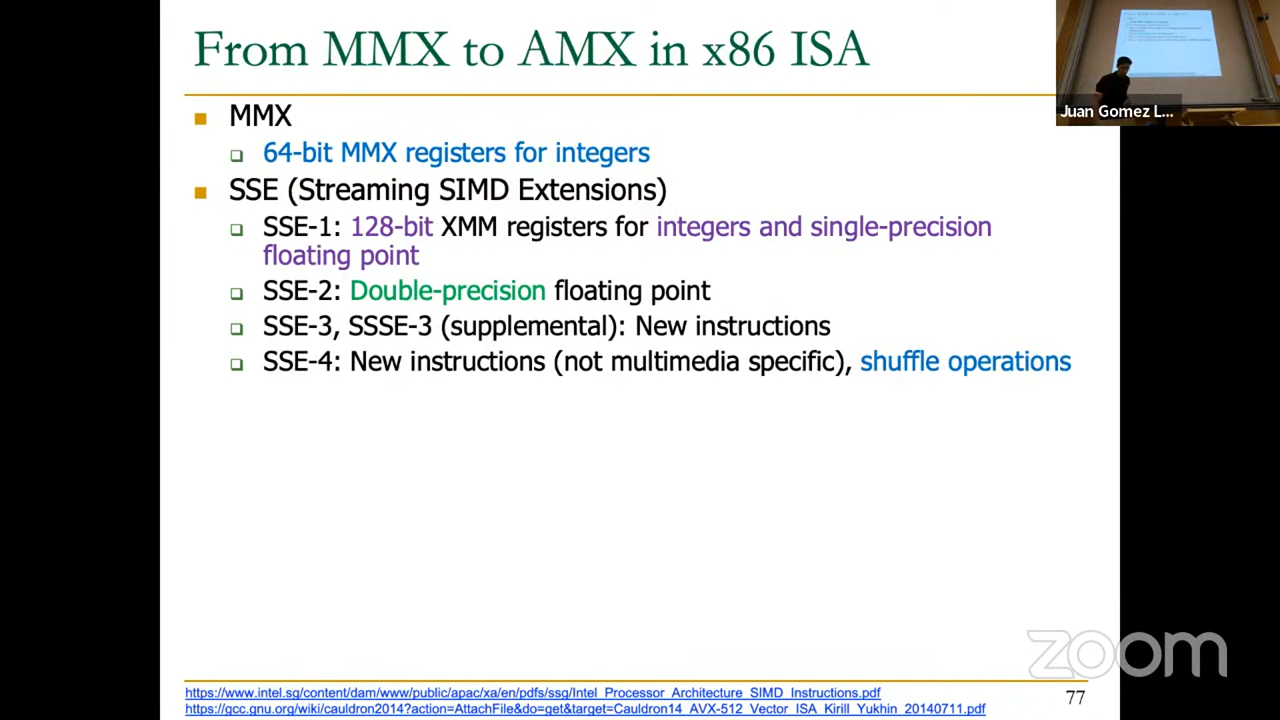 From MMX to AMX in x86 ISA
Juan Gomez L...
MMX
64-bit MMX registers for integers
SSE (Streaming SIMD Extensions)
SSE-1: 128-bit XMM registers for integers and single-precision
floating point
SSE-2: Double-precision floating point
SSE-3, SSSE-3 (supplemental): New instructions
SSE-4: New instructions (not multimedia specific), shuffle operations
zoom
https://www.intel.sg/content/dam/www/public/apac/xa/en/pdfs/ssg/Intel_Processor_Architecture_SIMD_Instructions.pdf
https://gcc.gnu.org/wiki/cauldron2014?action=AttachFile&do=get&target=Cauldron14_AVX-512_Vector_ISA_Kirill_Yukhin_20140711.pdf
77